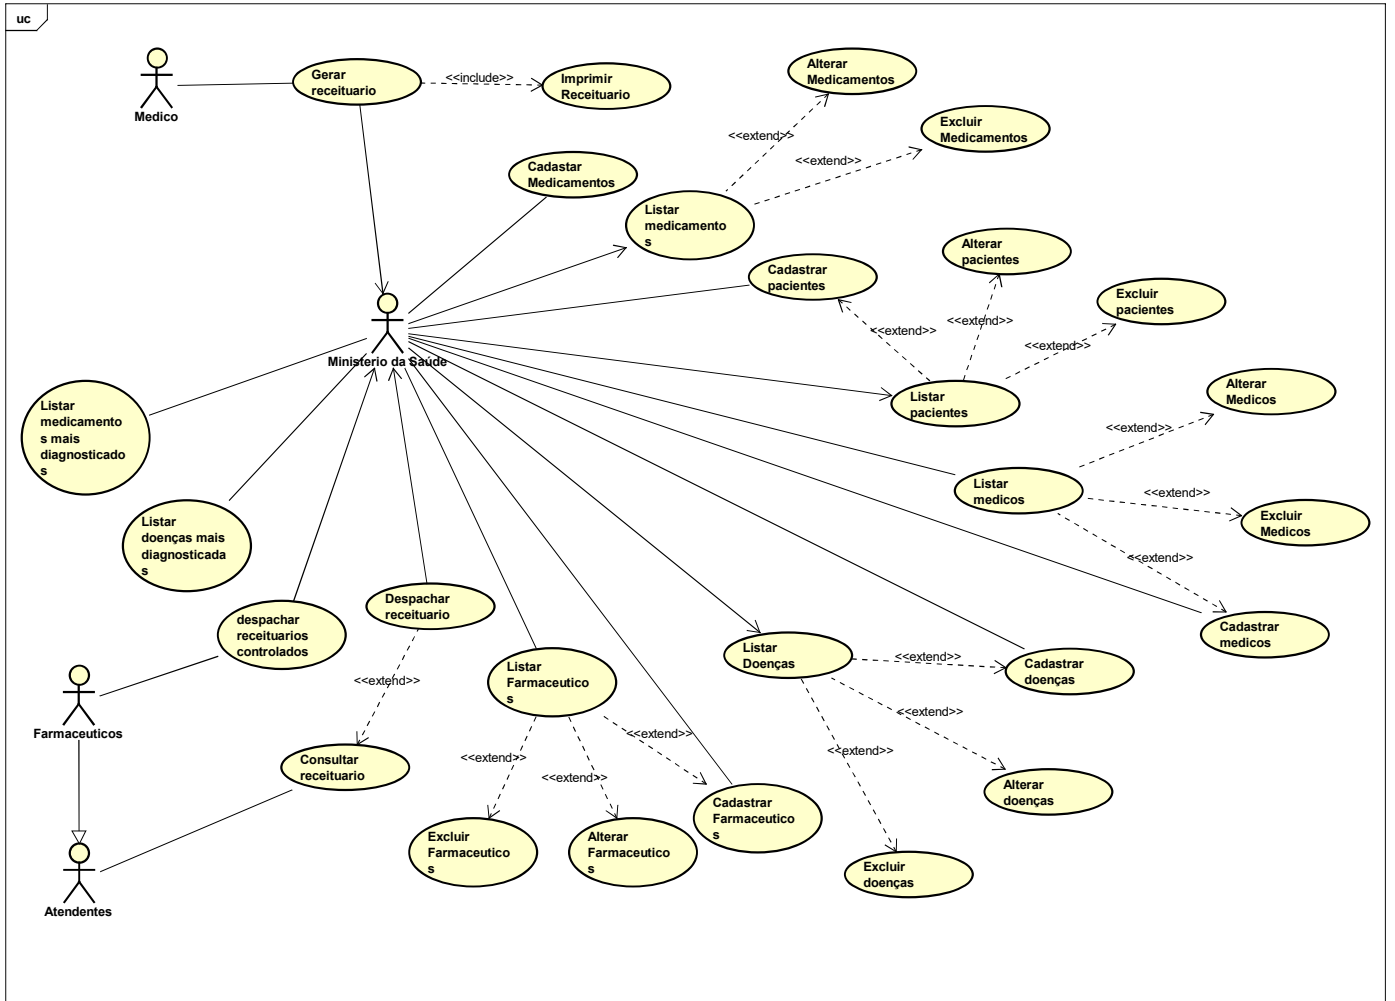 uc
Medico
Gerar
receituario
<<include>>
Imprimir
Receituario
Alterar
Medicamentos
<<extend>>
Excluir
Medicamentos
<<extend>>
Cadastar
Medicamentos
Listar
medicamento
s
Cadastrar
pacientes
Alterar
pacientes
Excluir
pacientes
<<extend>>
<<extend>>
<<extend>>
Ministerio da Saúde
Listar
pacientes
Alterar
Medicos
<<extend>>
Listar
medicamento
s mais
diagnosticado
s
Listar
medicos
<<extend>>
Excluir
Medicos
<<extend>>
Listar
doenças mais
diagnosticada
s
Cadastrar
medicos
despachar
receituarios
controlados
Despachar
receituario
<<extend>>
Listar
Farmaceutico
s
Listar
Doenças
<<extend>>
Cadastrar
doenças
Farmaceuticos
<<extend>>
<<extend>>
<<extend>>
Consultar
receituario
<<extend>>
<<extend>>
Cadastrar
Farmaceutico
s
Alterar
doenças
Excluir
Farmaceutico
s
Alterar
Farmaceutico
s
Excluir
doenças
Atendentes